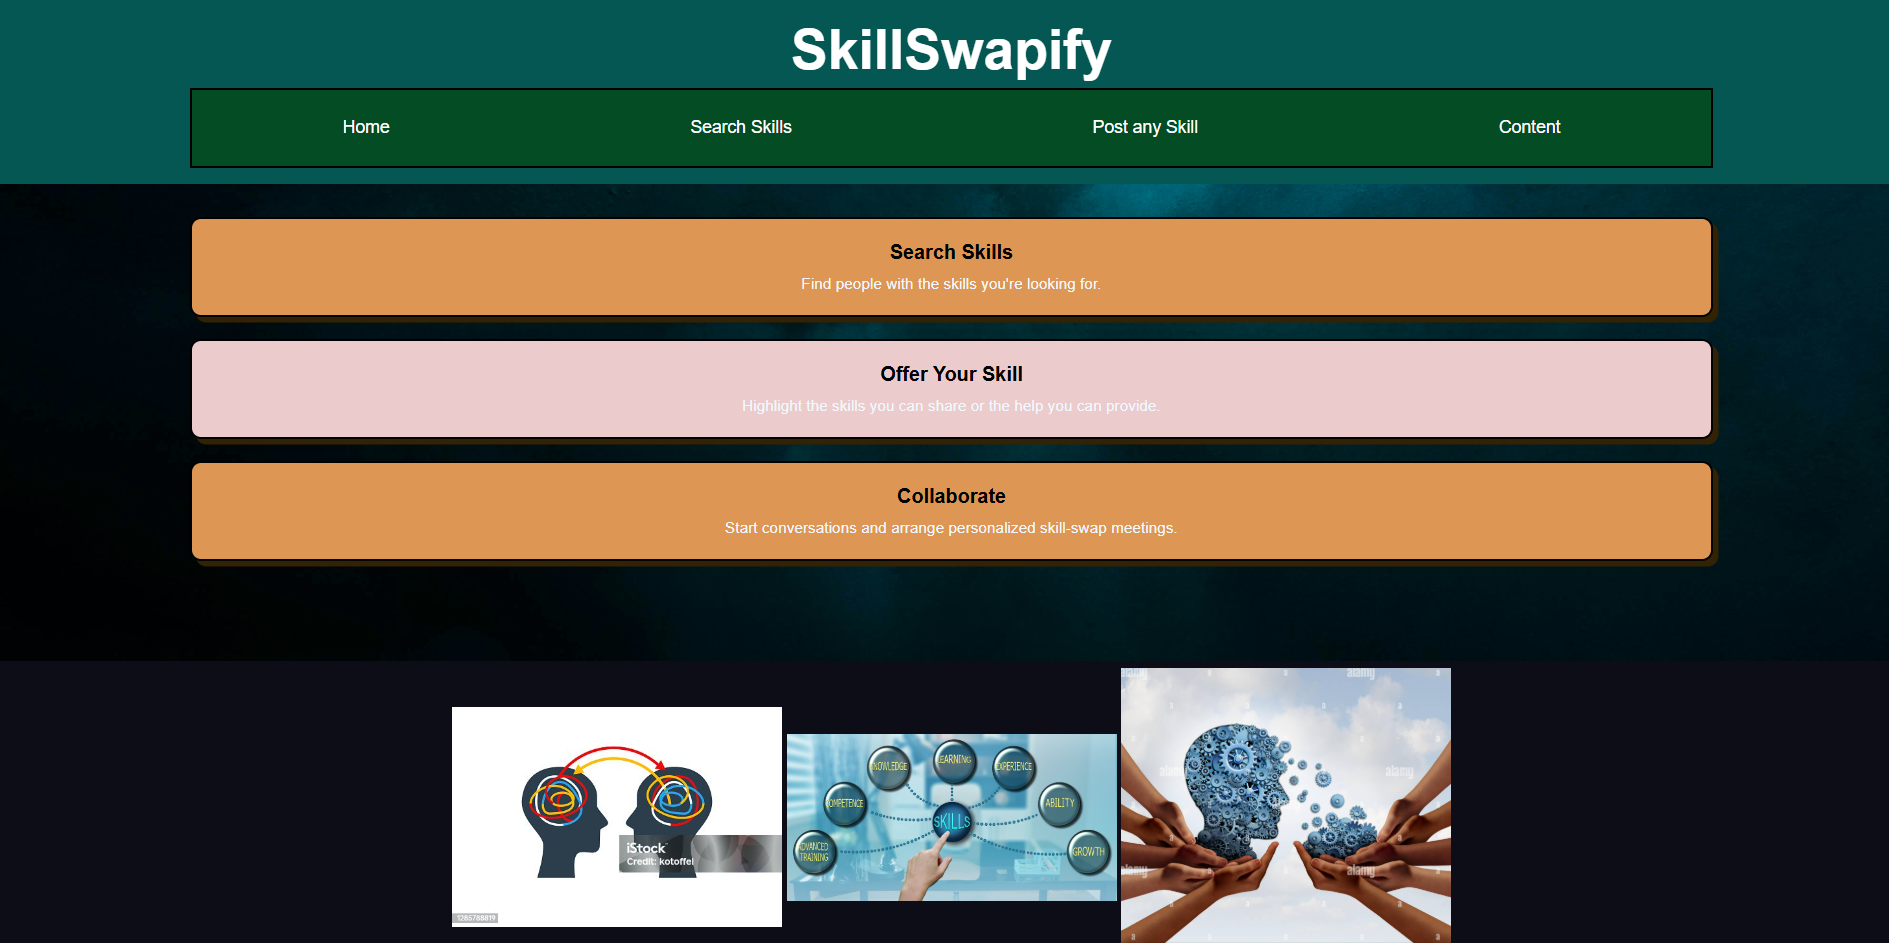 SkillSwapify
Home
Search Skills
Post any Skill
Content
Search Skills
Find people with the skills you're looking for.
Offer Your Skill
Highlight the skills you can share or the help you can provide.
Collaborate
Start conversations and arrange personalized skill-swap meetings.
iStock
Credit: kotoffei
1285788819
KNOWLEDGE
LEARNING
EXPERIENCE
COMPETENCE
ABILITY
SKILLS
ADVANCED
TRAINING
GROWTH
alamy
alamy
a
a
a
a
a
a
alamy
alamy
a
a
a
a
alamy
alamy
a
a
a
a